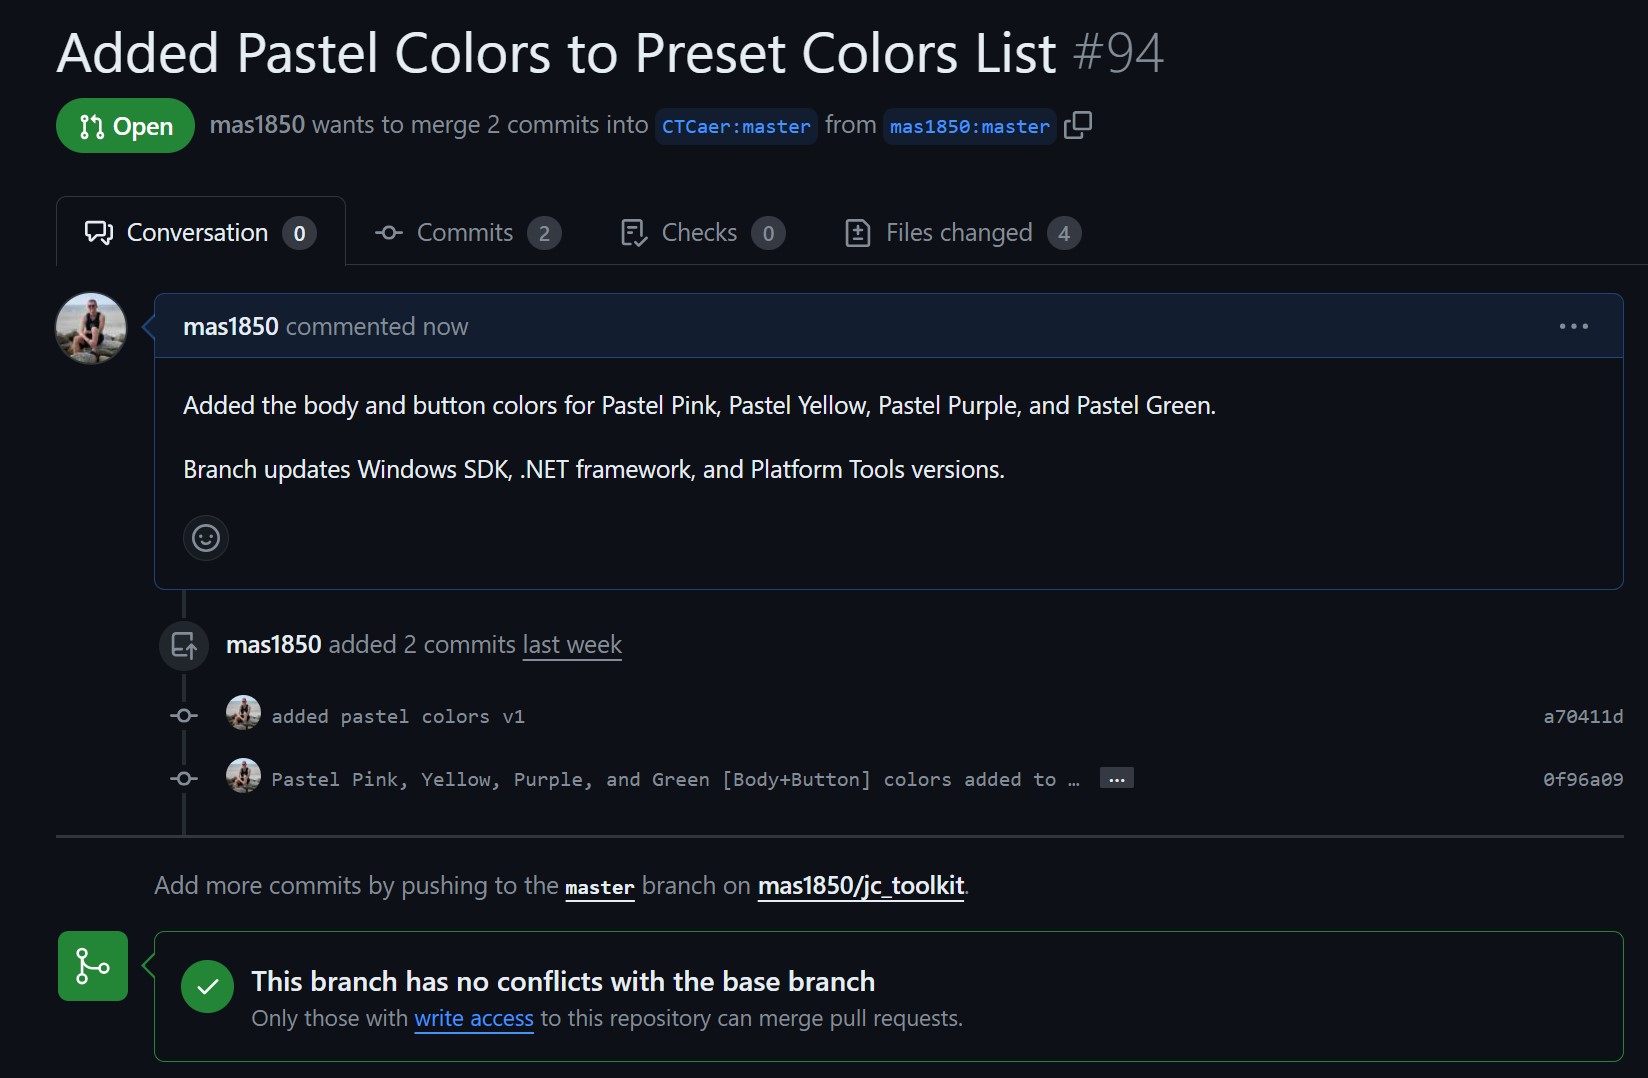 Added Pastel Colors to Preset Colors List #94
Open mas1850 wants to merge 2 commits into CTCaer:master from mas1850:master
Conversation 0 Commits 2 Checks 0 Files changed 4
mas1850 commented now
Added the body and button colors for Pastel Pink, Pastel Yellow, Pastel Purple, and Pastel Green.
Branch updates Windows SDK, .NET framework, and Platform Tools versions.
mas1850 added 2 commits last week
added pastel colors v1 a70411d
Pastel Pink, Yellow, Purple, and Green [Body+Button] colors added to … ... 0f96a09
Add more commits by pushing to the master branch on mas1850/jc_toolkit.
This branch has no conflicts with the base branch
Only those with write access to this repository can merge pull requests.